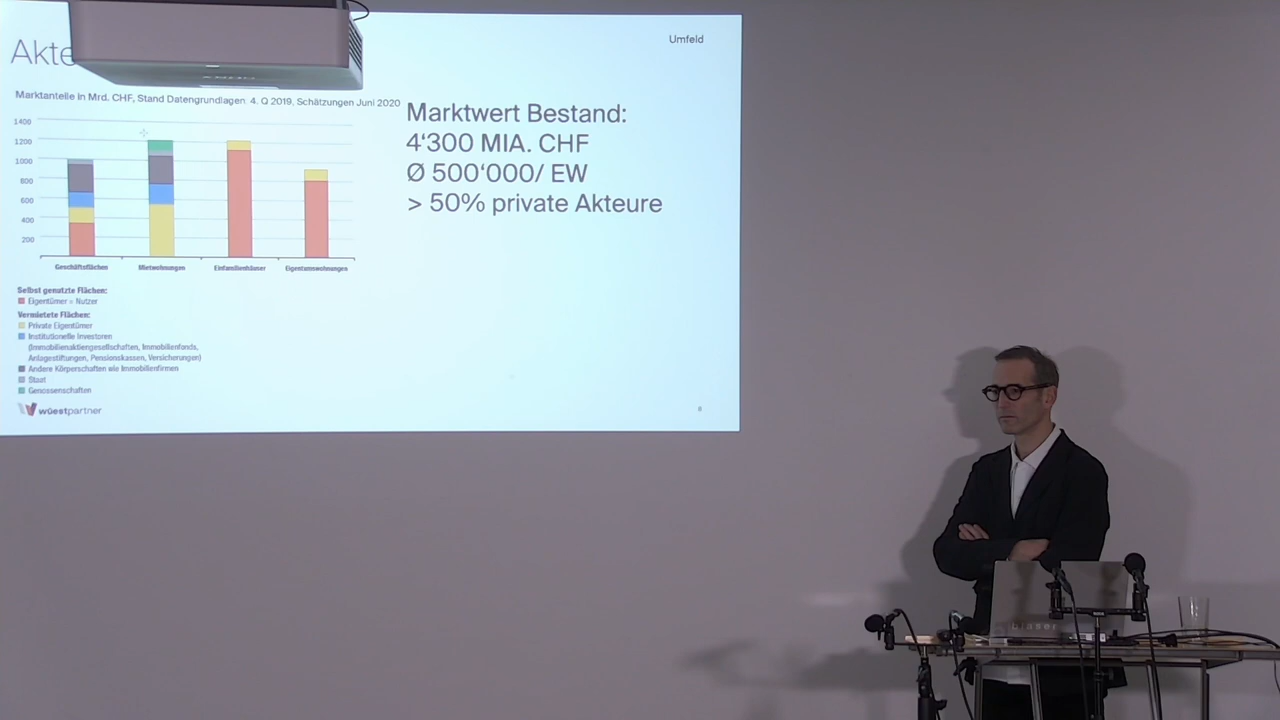 Umfeld
Akte
Marktanteile in Mrd. CHF, Stand Datengrundlagen: 4. Q 2019, Schätzungen Juni 2020
Marktwert Bestand:
4‘300 MIA. CHF
Ø 500‘000/ EW
> 50% private Akteure
1400
1200
1000
800
600
400
200
Geschäftsflächen
Mietwohnungen
Einfamilienhäuser
Eigentumswohnungen
Selbst genutzte Flächen:
Eigentümer = Nutzer
Vermietete Flächen:
Private Eigentümer
Institutionelle Investoren
(Immobilienaktiengesellschaften, Immobilienfonds,
Anlagestiftungen, Pensionskassen, Versicherungen)
Andere Körperschaften wie Immobilienfirmen
Staat
Genossenschaften
wüestpartner
8